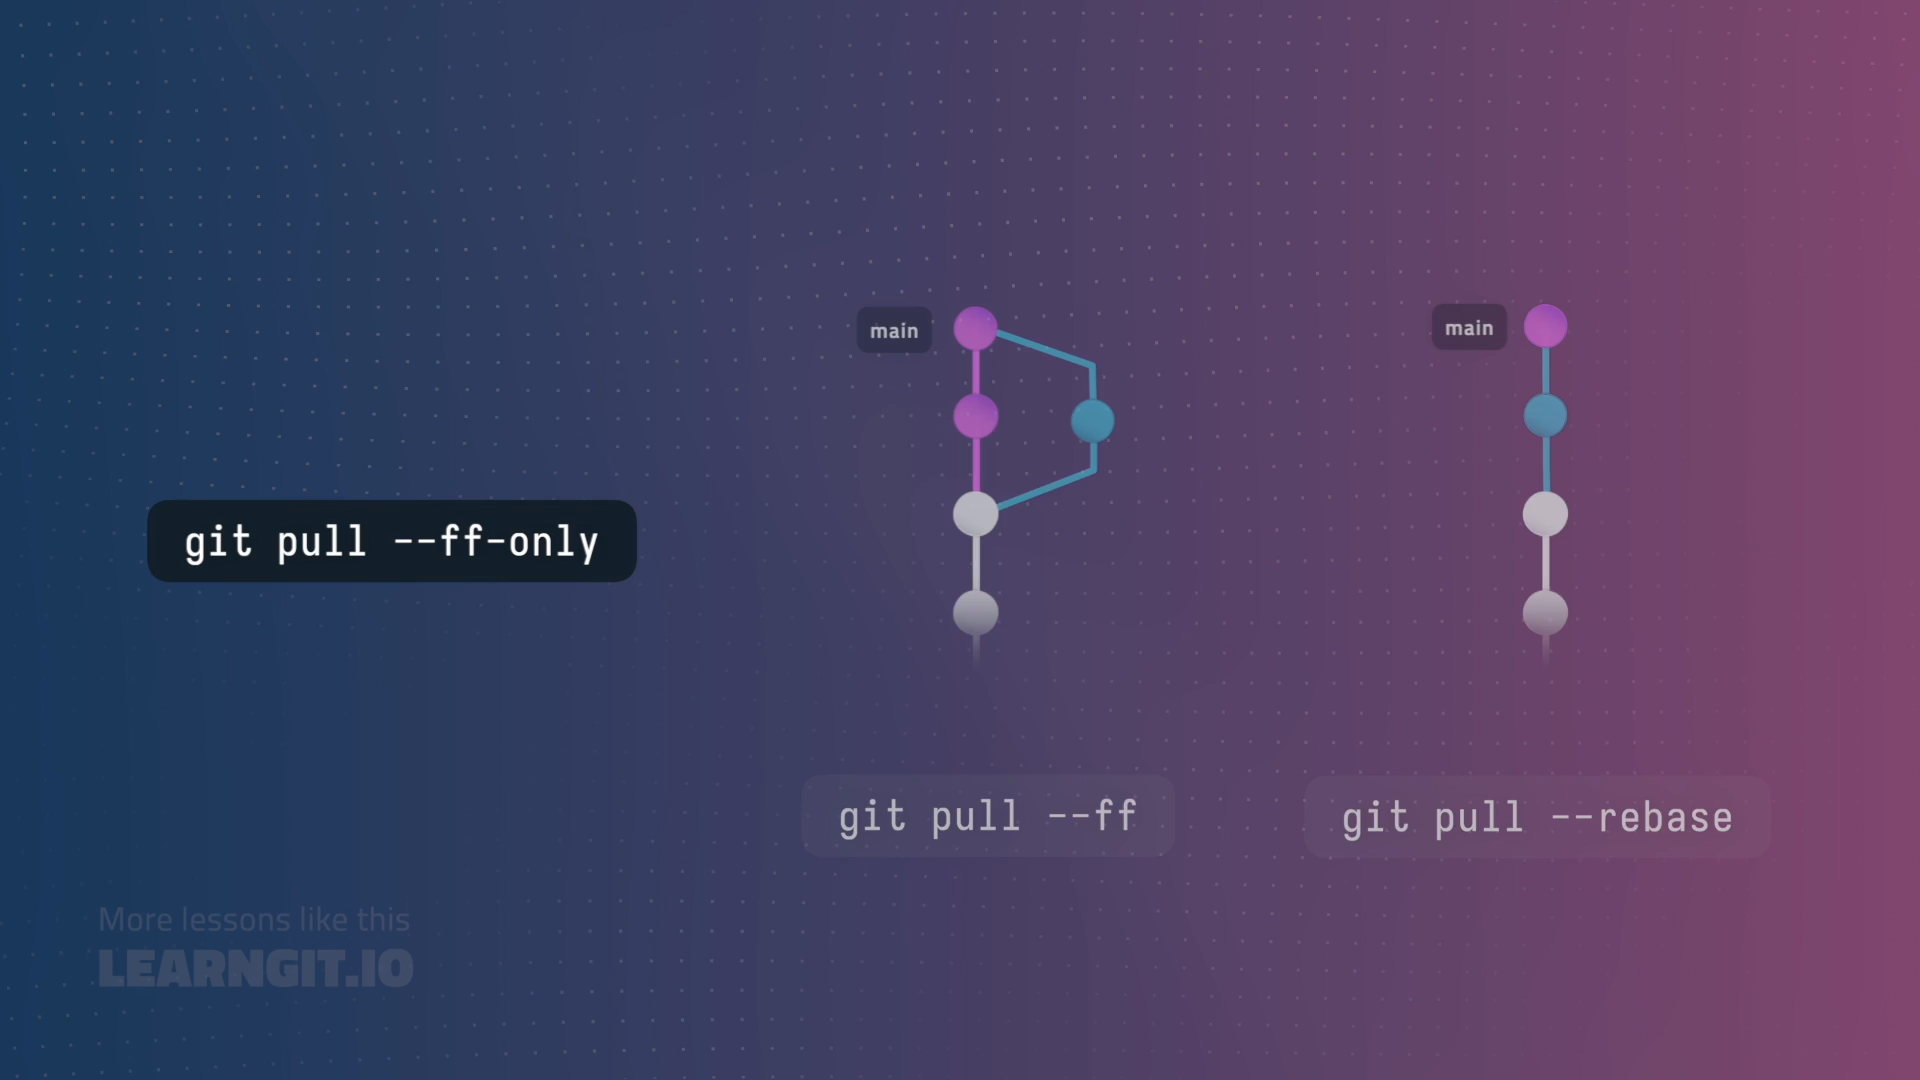 main
main
git pull --ff-only
git pull --ff
git pull --rebase
More lessons like this
LEARNGIT.IO